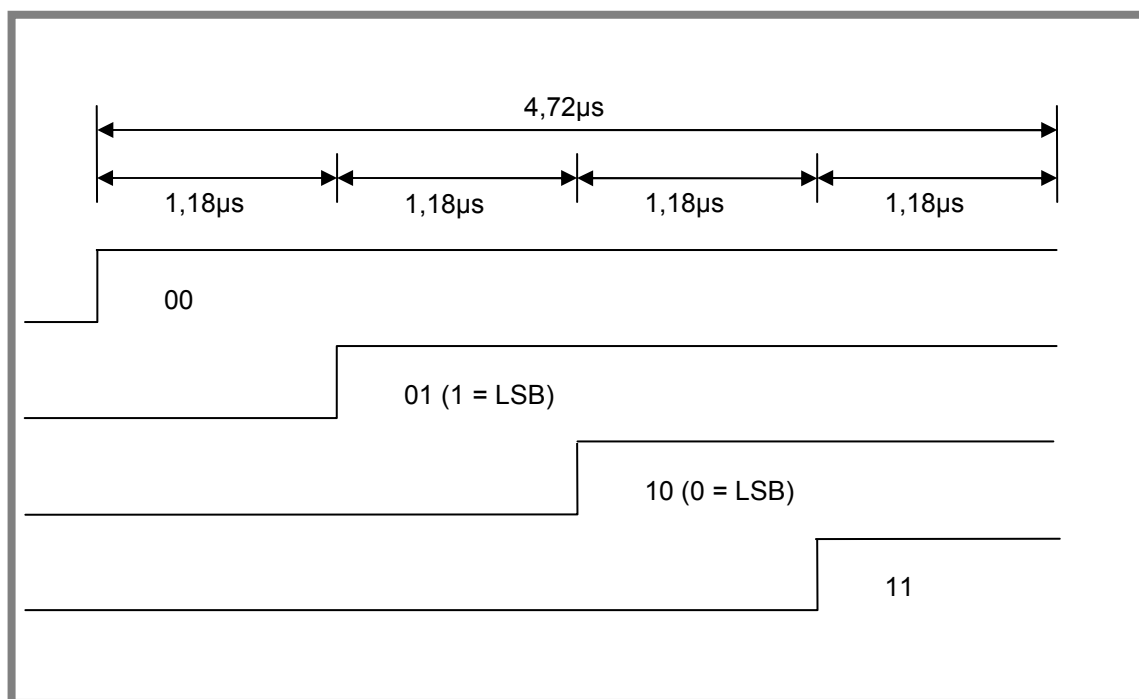 4,72µs
1,18µs 1,18µs 1,18µs 1,18µs
00
01 (1 = LSB)
10 (0 = LSB)
11